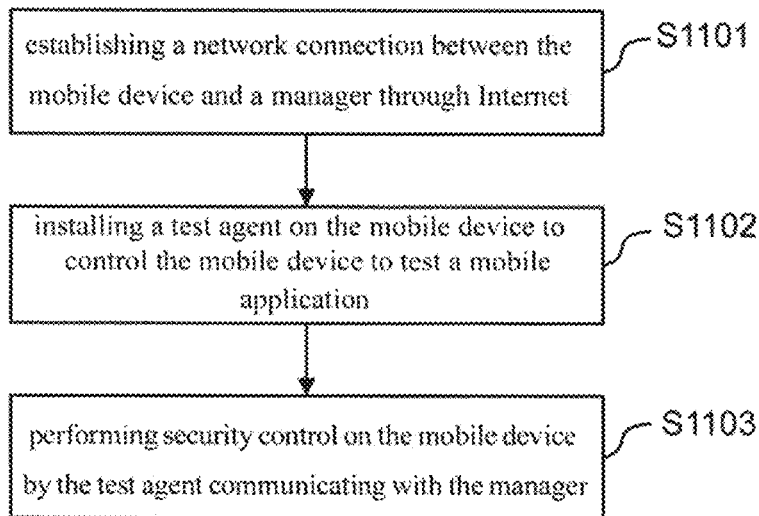 establishing a network connection between the
mobile device and a manager through Internet
S1101
installing a test agent on the mobile device to
control the mobile device to test a mobile
application
S1102
performing security control on the mobile device
by the test agent communicating with the manager
S1103